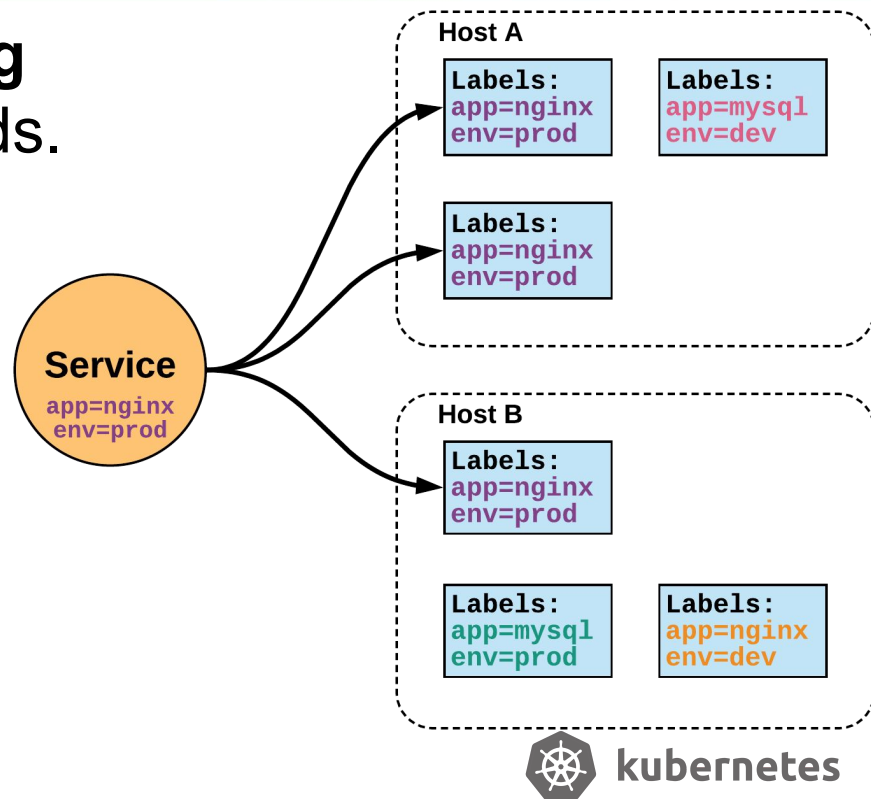 g
ds.
Host A
Labels:
app=nginx
env=prod
Labels:
app=mysql
env=dev
Labels:
app=nginx
env=prod
Service
app=nginx
env=prod
Host B
Labels:
app=nginx
env=prod
Labels:
app=mysql
env=prod
Labels:
app=nginx
env=dev
kubernetes